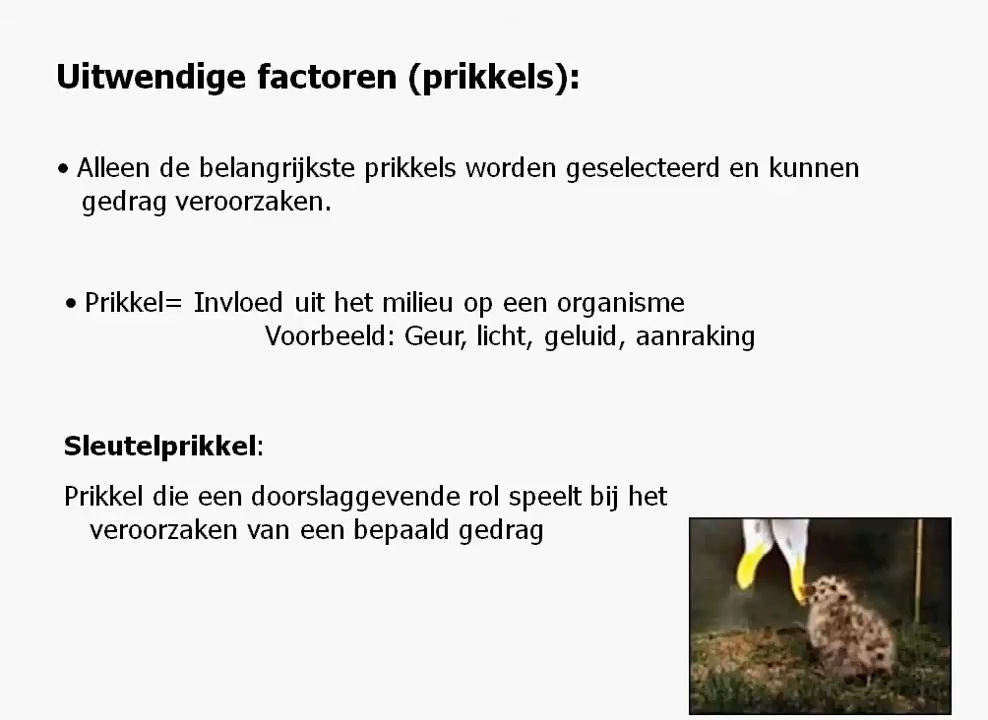 Uitwendige factoren (prikkels):
• Alleen de belangrijkste prikkels worden geselecteerd en kunnen
gedrag veroorzaken.
• Prikkel= Invloed uit het milieu op een organisme
Voorbeeld: Geur, licht, geluid, aanraking
Sleutelprikkel:
Prikkel die een doorslaggevende rol speelt bij het
veroorzaken van een bepaald gedrag